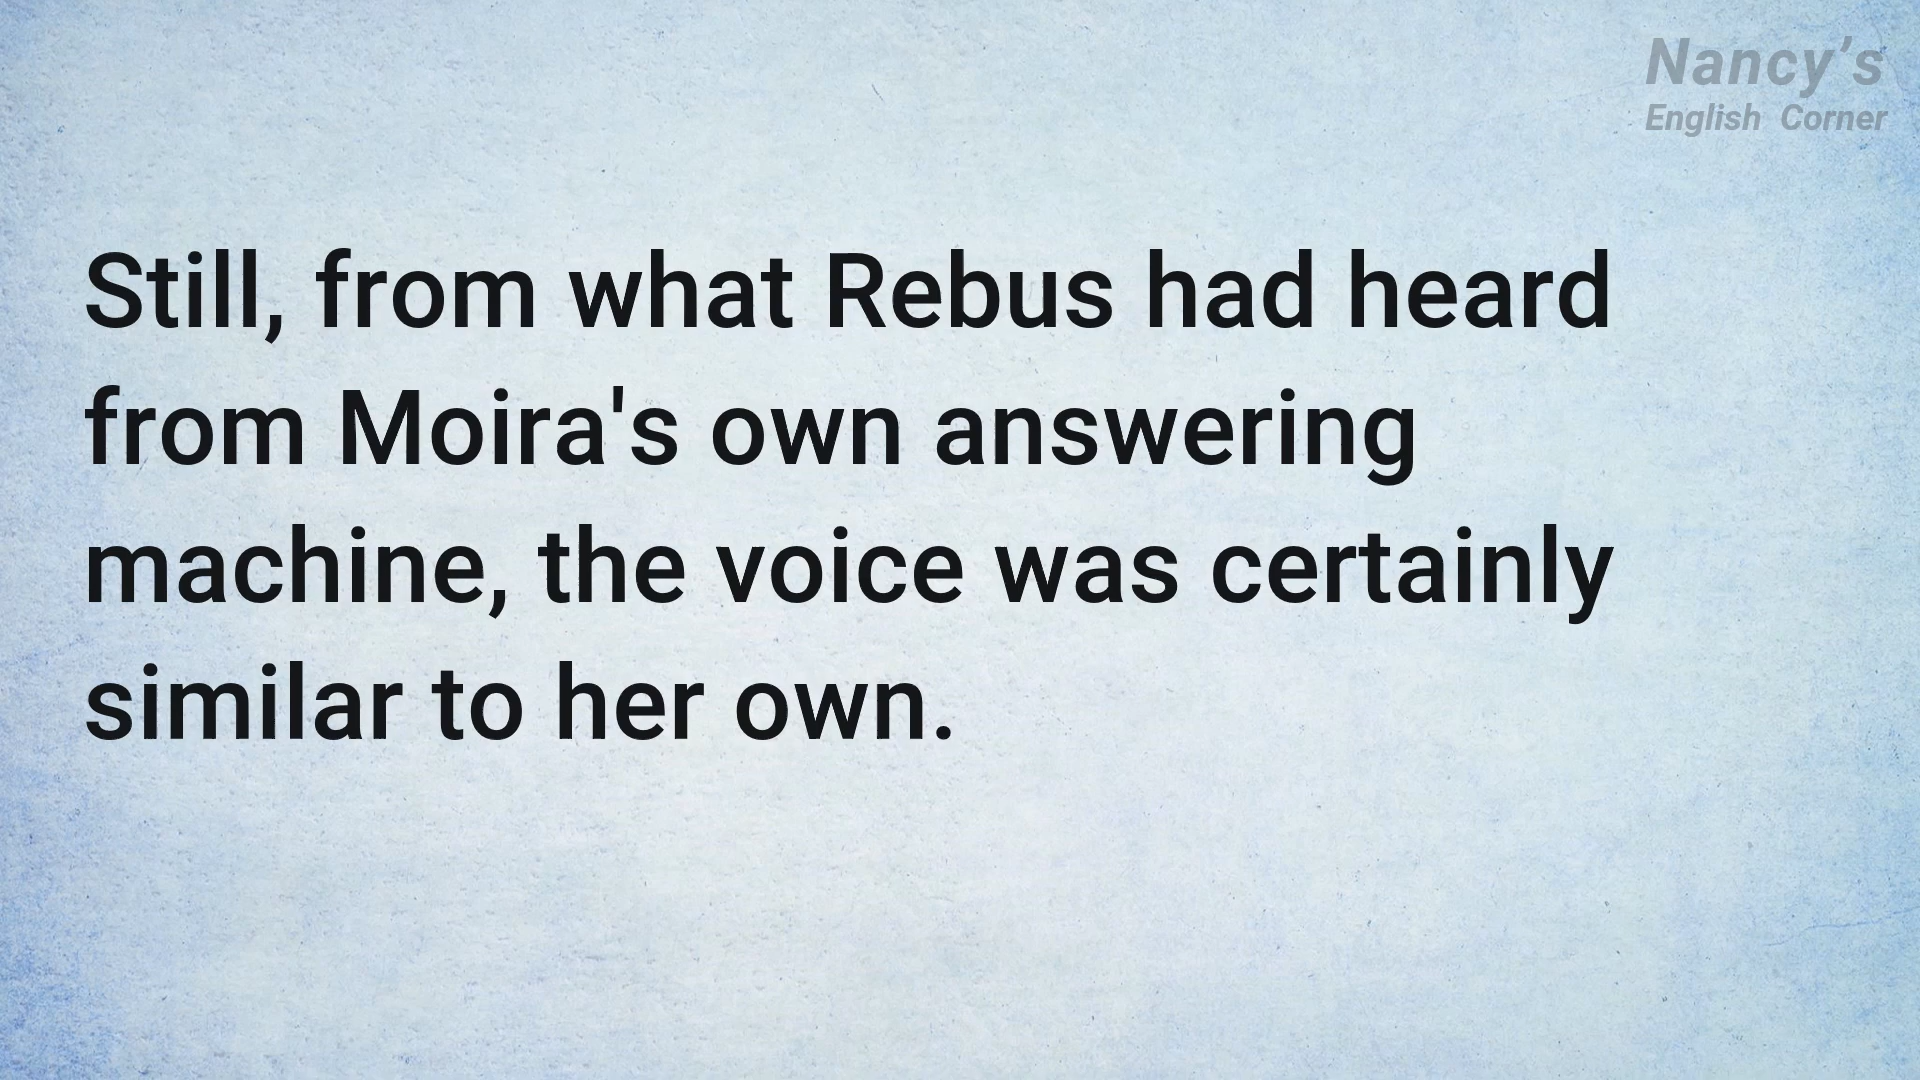 Nancy’s
English Corner
Still, from what Rebus had heard
from Moira's own answering
machine, the voice was certainly
similar to her own.